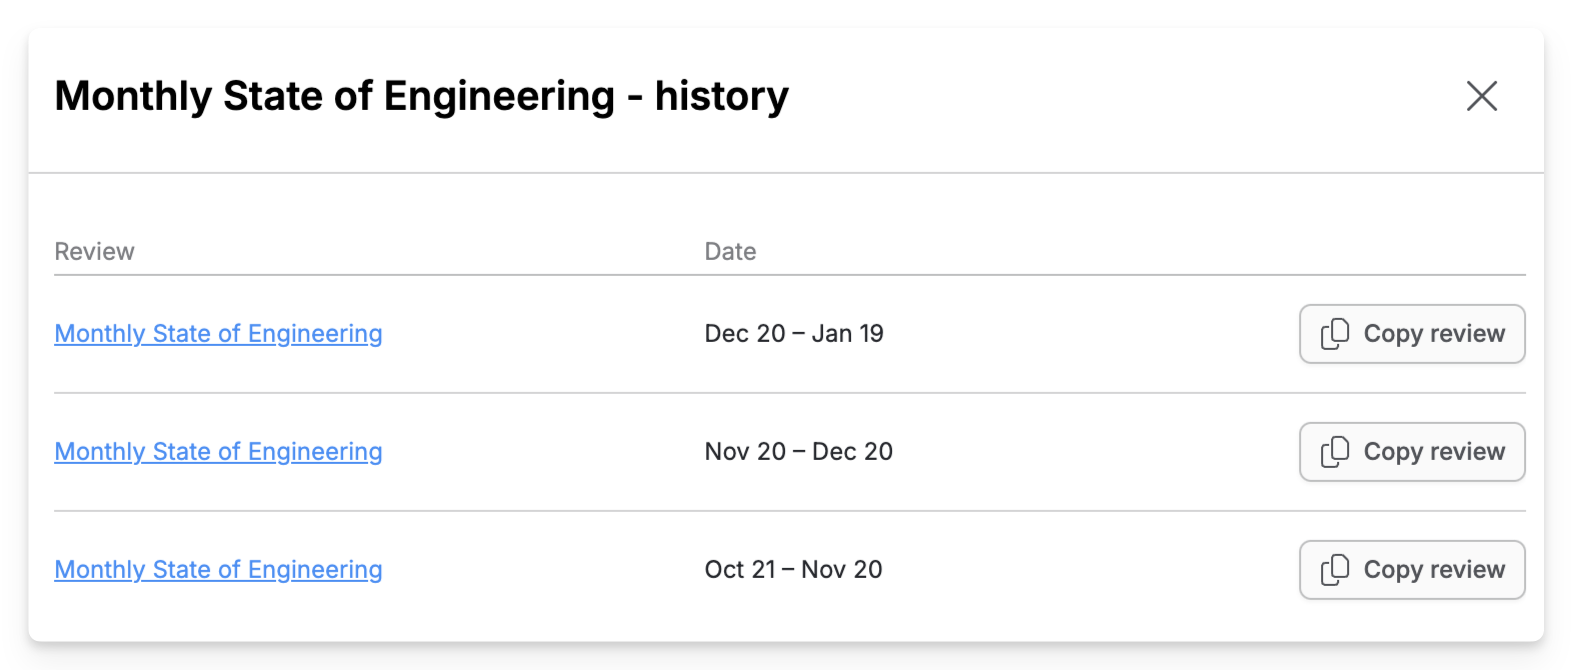 Monthly State of Engineering - history
Review Date
Monthly State of Engineering Dec 20 – Jan 19 Copy review
Monthly State of Engineering Nov 20 – Dec 20 Copy review
Monthly State of Engineering Oct 21 – Nov 20 Copy review